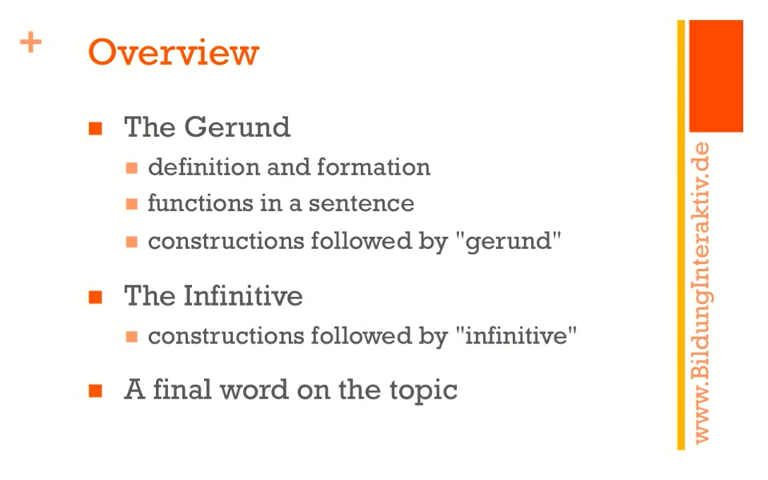 +
Overview
The Gerund
definition and formation
functions in a sentence
constructions followed by "gerund"
The Infinitive
constructions followed by "infinitive"
A final word on the topic
www.BildungInteraktiv.de